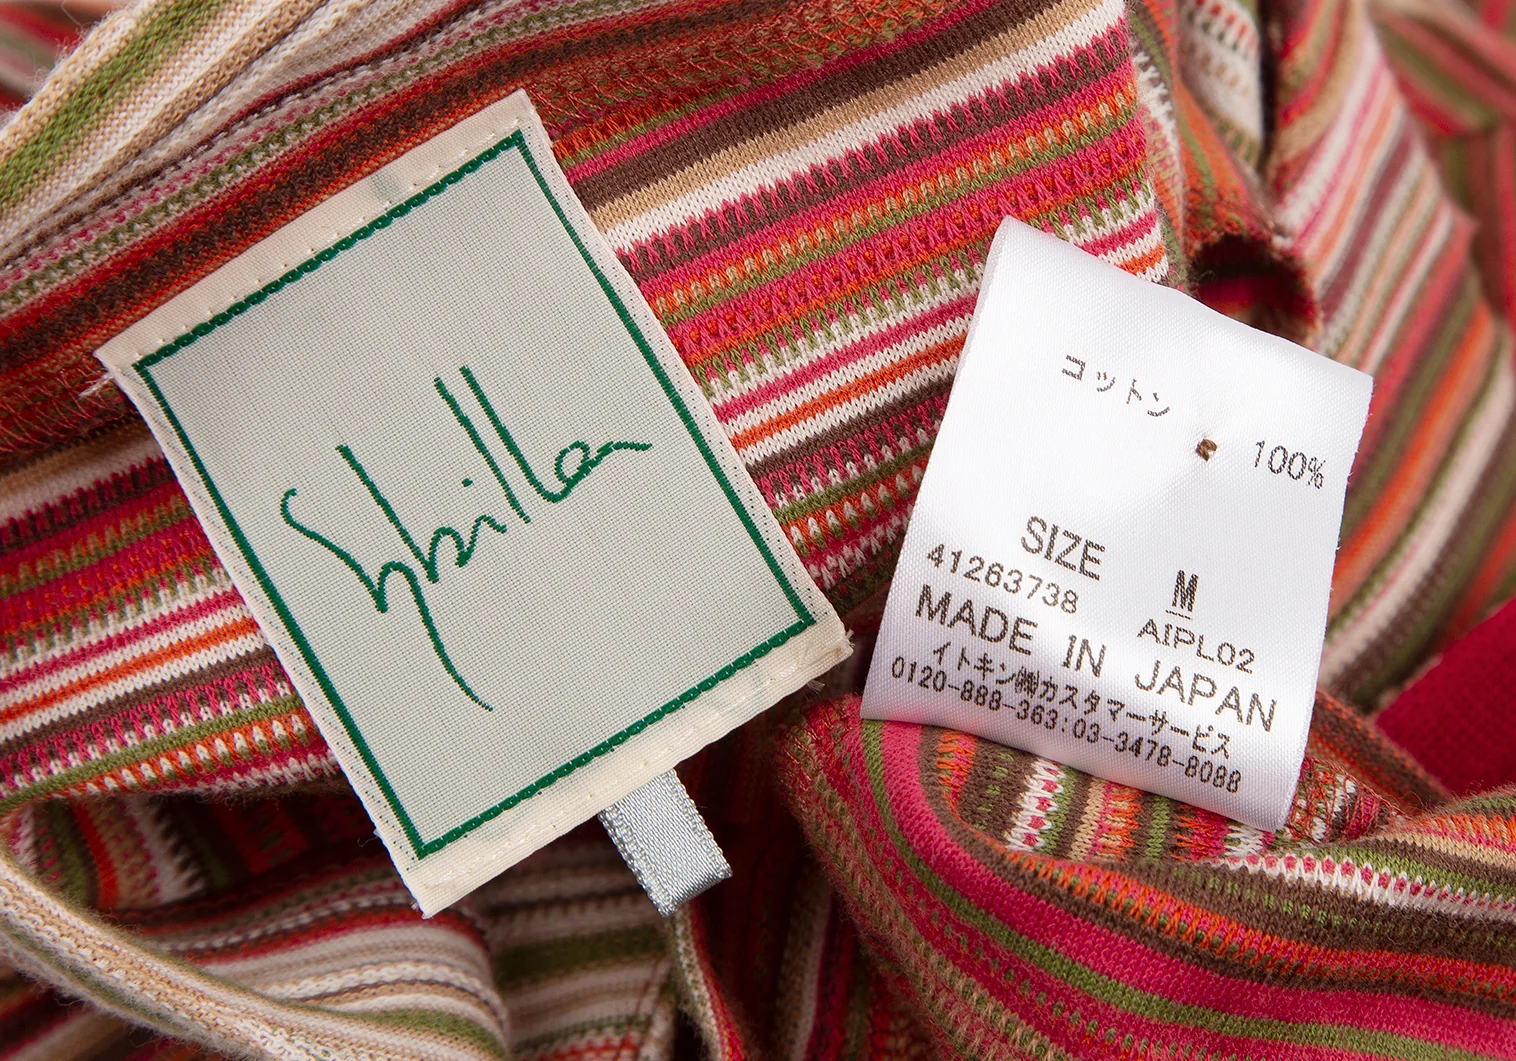 Sybilla
コットン 100%
SIZE M
41263738 AIPL02
MADE IN JAPAN
イトキン㈱カスタマーサービス
0120-888-363:03-3478-8088